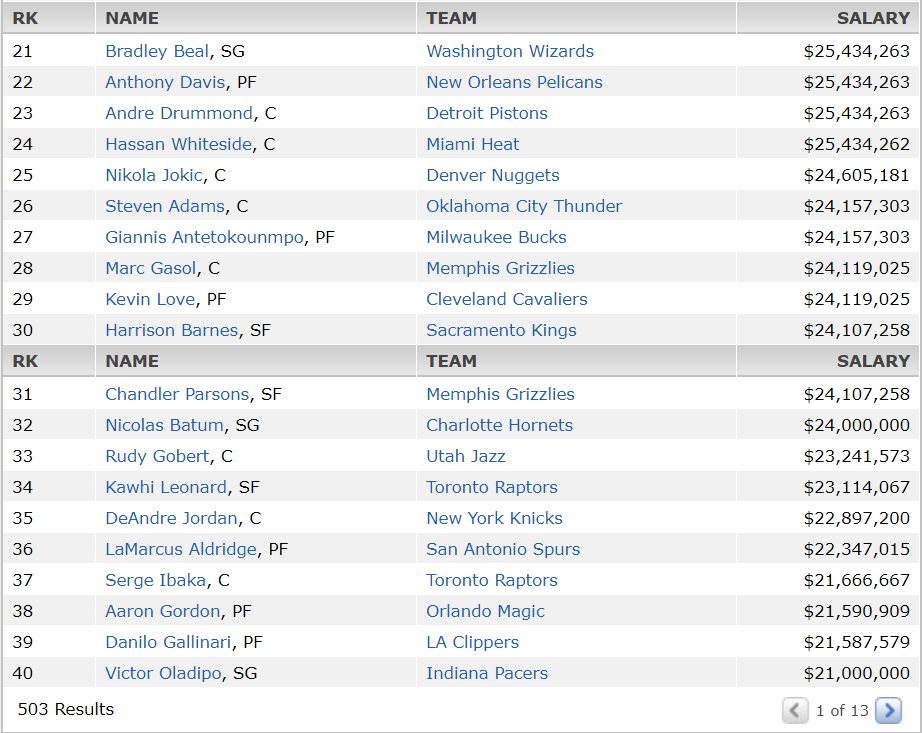 RK NAME TEAM SALARY
21 Bradley Beal, SG Washington Wizards $25,434,263
22 Anthony Davis, PF New Orleans Pelicans $25,434,263
23 Andre Drummond, C Detroit Pistons $25,434,263
24 Hassan Whiteside, C Miami Heat $25,434,262
25 Nikola Jokic, C Denver Nuggets $24,605,181
26 Steven Adams, C Oklahoma City Thunder $24,157,303
27 Giannis Antetokounmpo, PF Milwaukee Bucks $24,157,303
28 Marc Gasol, C Memphis Grizzlies $24,119,025
29 Kevin Love, PF Cleveland Cavaliers $24,119,025
30 Harrison Barnes, SF Sacramento Kings $24,107,258
RK NAME TEAM SALARY
31 Chandler Parsons, SF Memphis Grizzlies $24,107,258
32 Nicolas Batum, SG Charlotte Hornets $24,000,000
33 Rudy Gobert, C Utah Jazz $23,241,573
34 Kawhi Leonard, SF Toronto Raptors $23,114,067
35 DeAndre Jordan, C New York Knicks $22,897,200
36 LaMarcus Aldridge, PF San Antonio Spurs $22,347,015
37 Serge Ibaka, C Toronto Raptors $21,666,667
38 Aaron Gordon, PF Orlando Magic $21,590,909
39 Danilo Gallinari, PF LA Clippers $21,587,579
40 Victor Oladipo, SG Indiana Pacers $21,000,000
503 Results 1 of 13